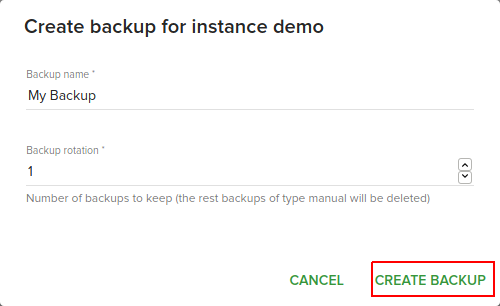 Create backup for instance demo
Backup name *
My Backup
Backup rotation *
1
Number of backups to keep (the rest backups of type manual will be deleted)
CANCEL CREATE BACKUP